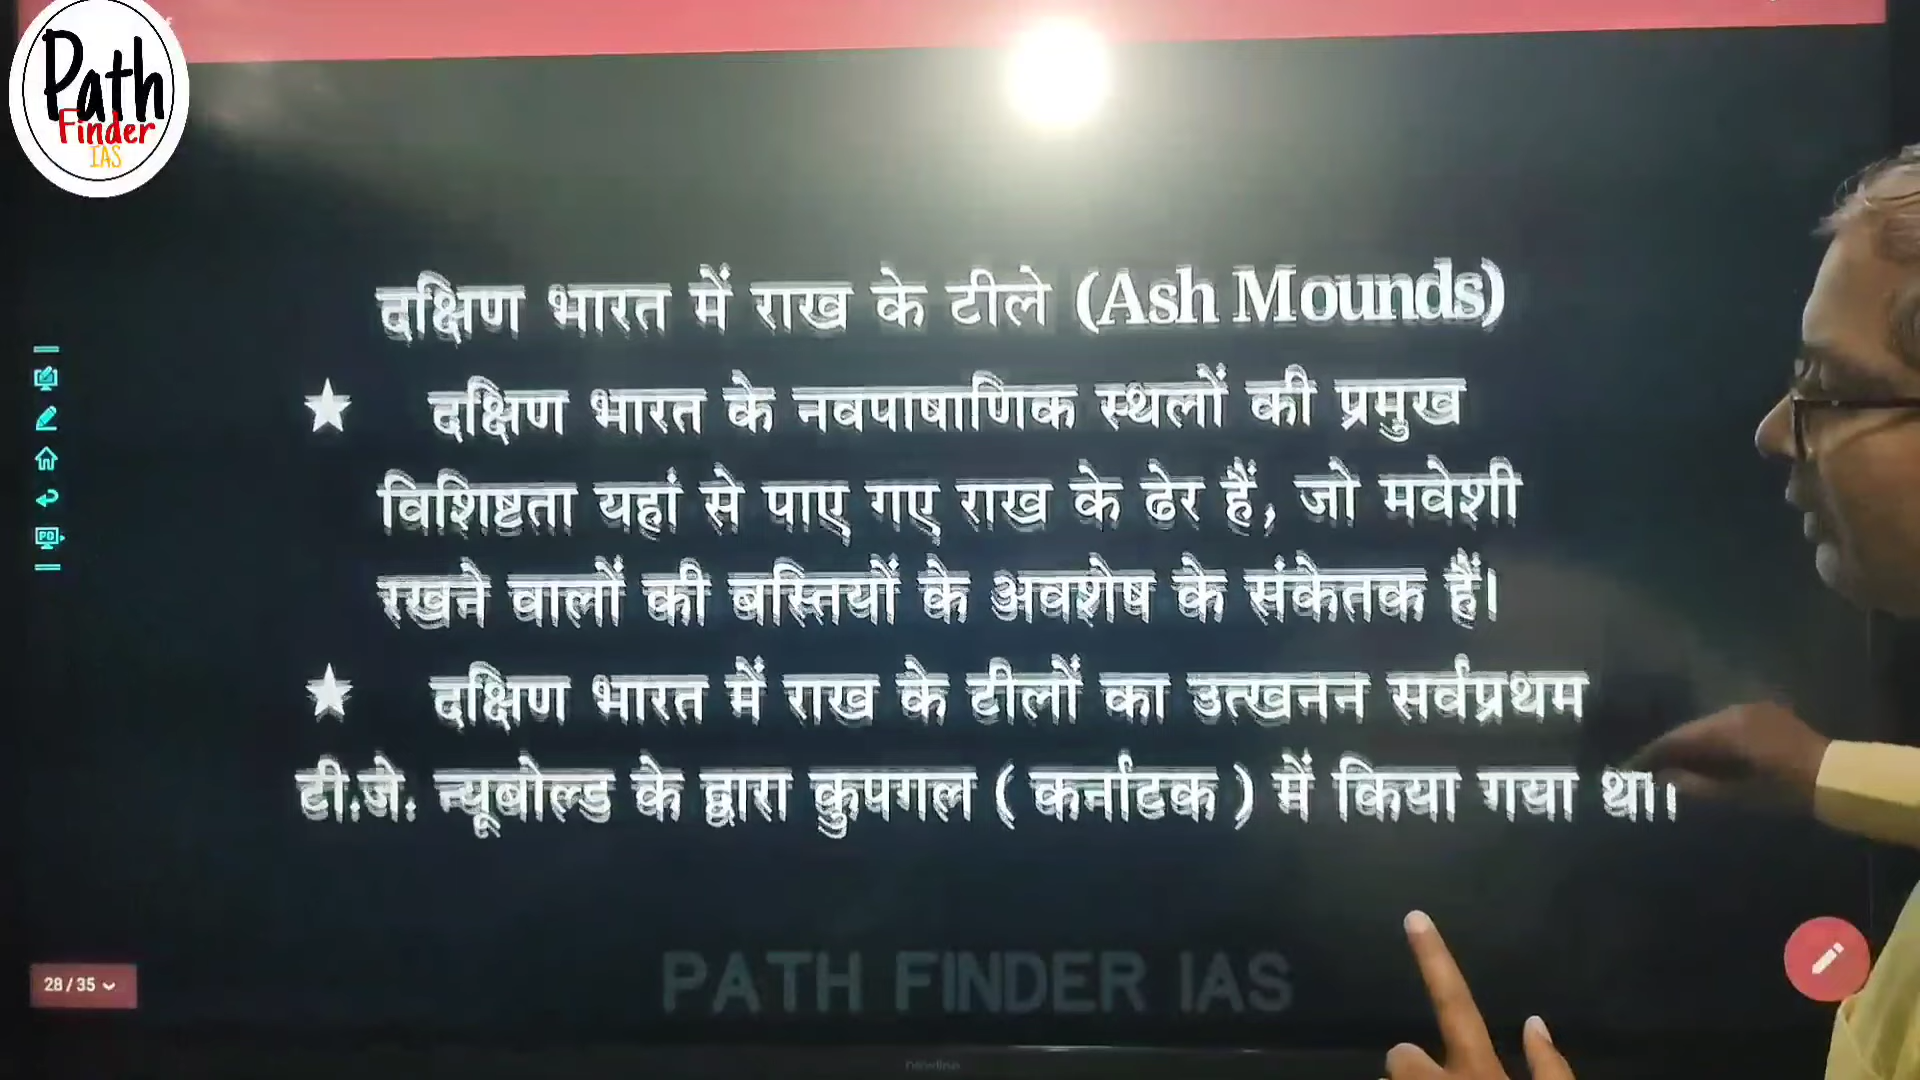 Path
Finder
IAS
दक्षिण भारत में राख के टीले (Ash Mounds)
★ दक्षिण भारत के नवपाषाणिक स्थलों की प्रमुख
विशिष्टता यहां से पाए गए राख के ढेर हैं, जो मवेशी
रखने वालों की बस्तियों के अवशेष के संकेतक हैं।
★ दक्षिण भारत में राख के टीलों का उत्खनन सर्वप्रथम
टी.जे. न्यूबोल्ड के द्वारा कुपगल ( कर्नाटक ) में किया गया था।
PATH FINDER IAS
28 / 35
newline